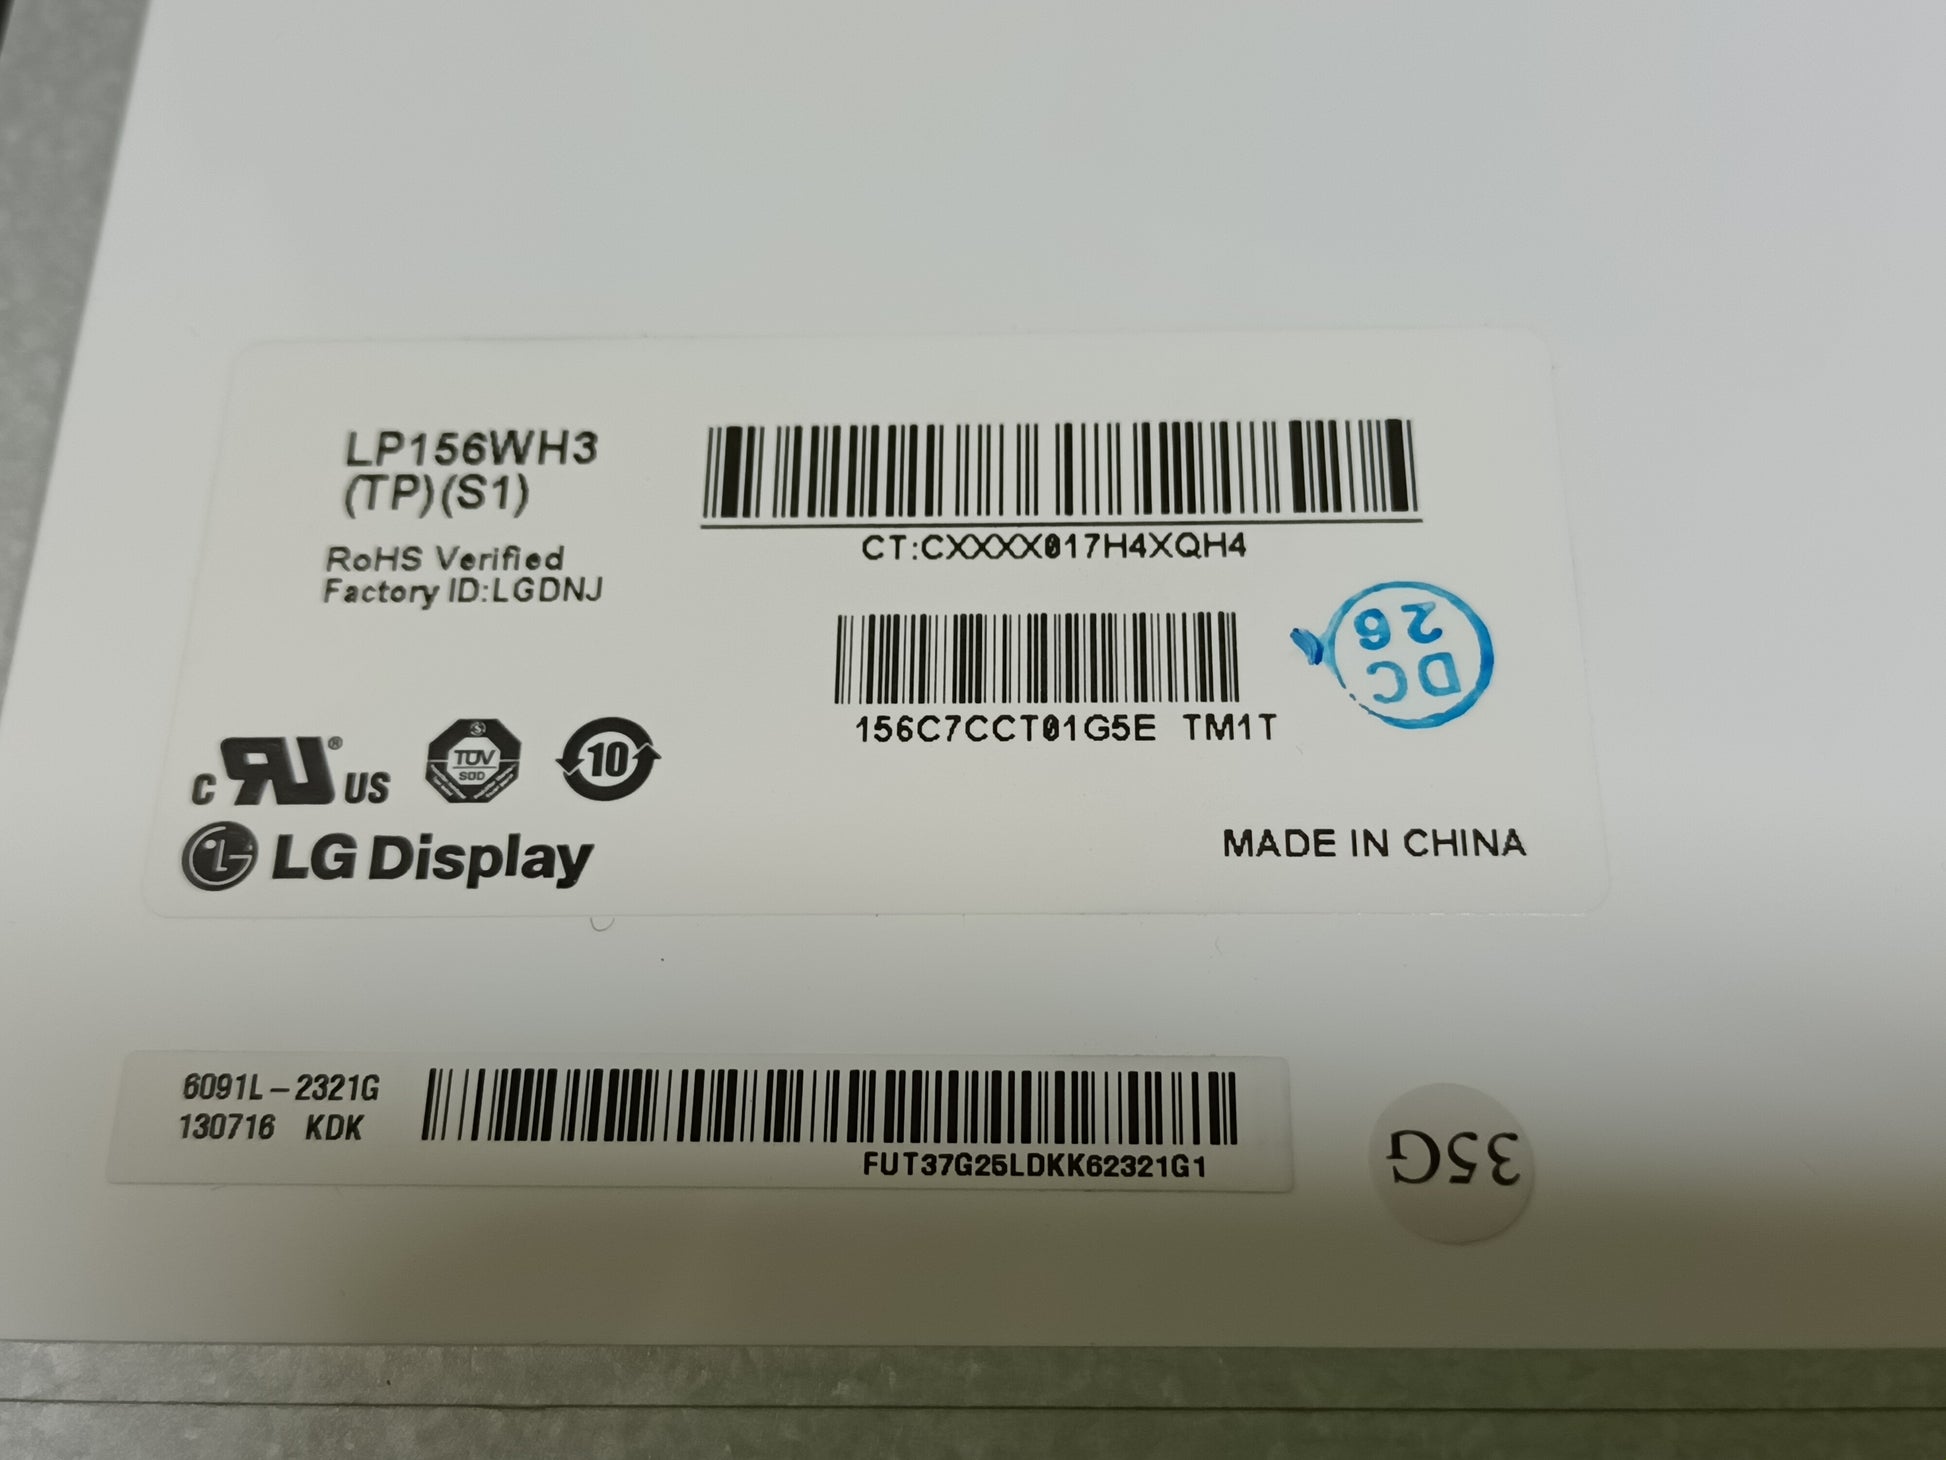 LP156WH3
(TP)(S1)
RoHS Verified
Factory ID:LGDNJ
CT:CXXXX017H4XQH4
156C7CCT01G5E TM1T
DC
26
c RU ® US
TÜV
SÜD
10
LG Display
MADE IN CHINA
6091L-2321G
130716 KDK
FUT37G25LDKK62321G1
35G